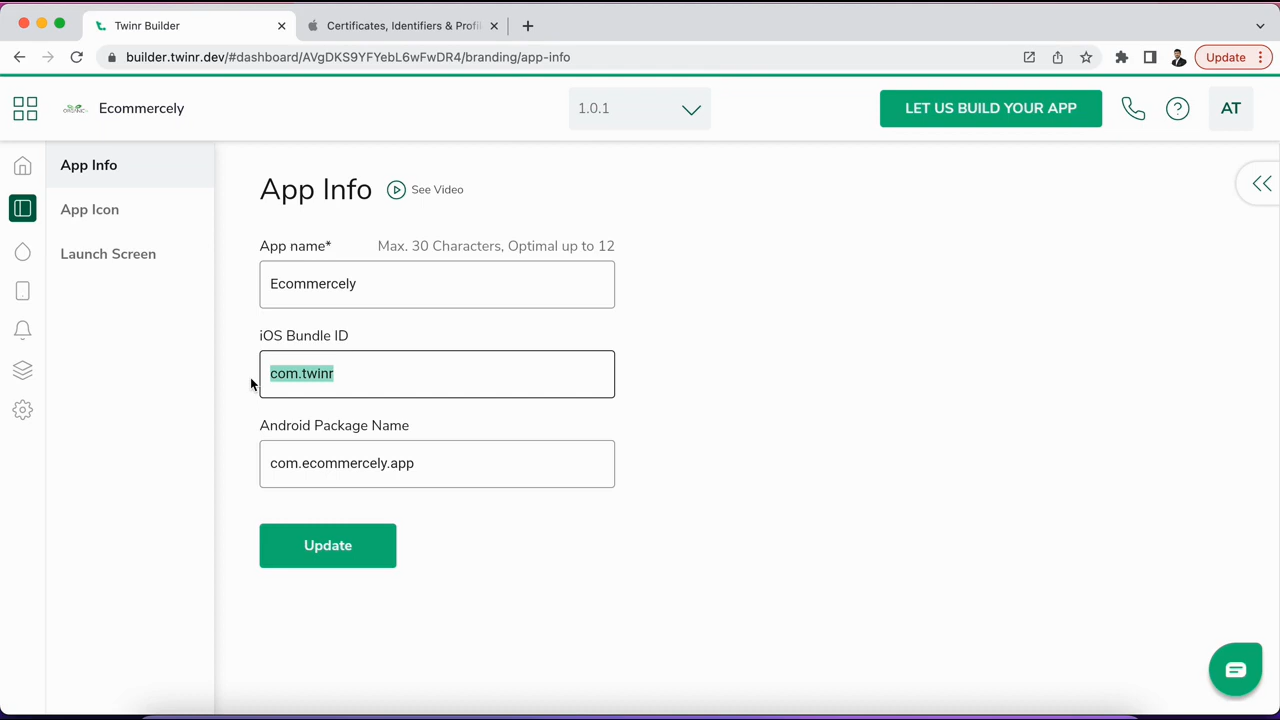 Twinr Builder
Certificates, Identifiers & Profil
builder.twinr.dev/#dashboard/AVgDKS9YFYebL6wFwDR4/branding/app-info
Update
ORGANIC
Ecommercely
1.0.1
LET US BUILD YOUR APP
AT
App Info
App Icon
Launch Screen
App Info
See Video
App name*
Max. 30 Characters, Optimal up to 12
Ecommercely
iOS Bundle ID
com.twinr
Android Package Name
com.ecommercely.app
Update